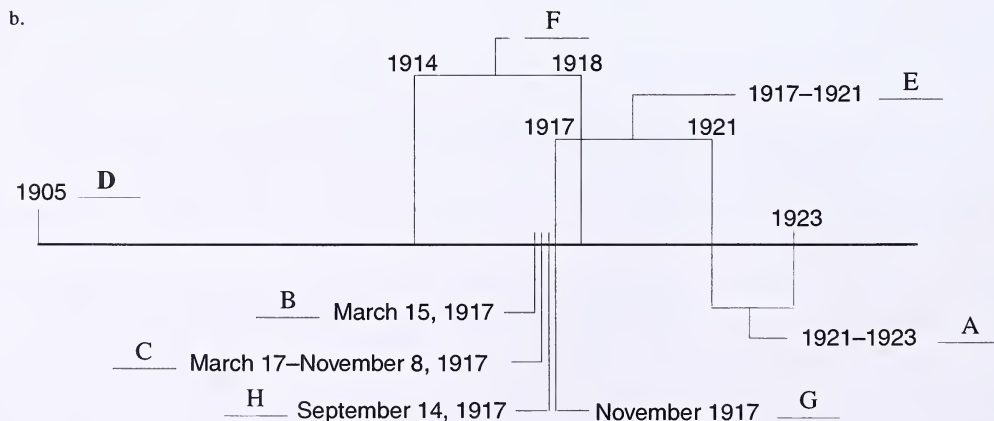 b.
F
1914
1918
1917–1921 E
1917
1921
1905 D
1923
B March 15, 1917
1921–1923 A
C March 17–November 8, 1917
H September 14, 1917
November 1917 G